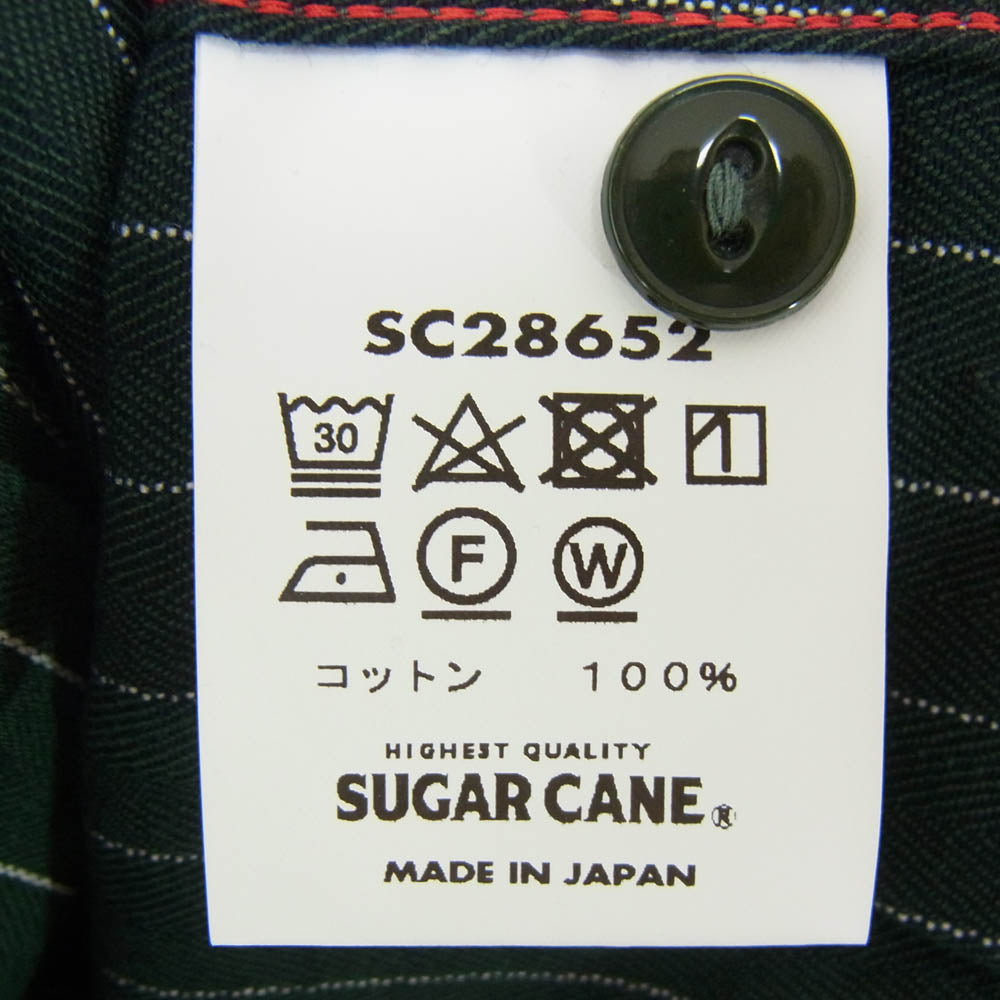 SC28652
30
F W
コットン 100%
HIGHEST QUALITY
SUGAR CANE®
MADE IN JAPAN